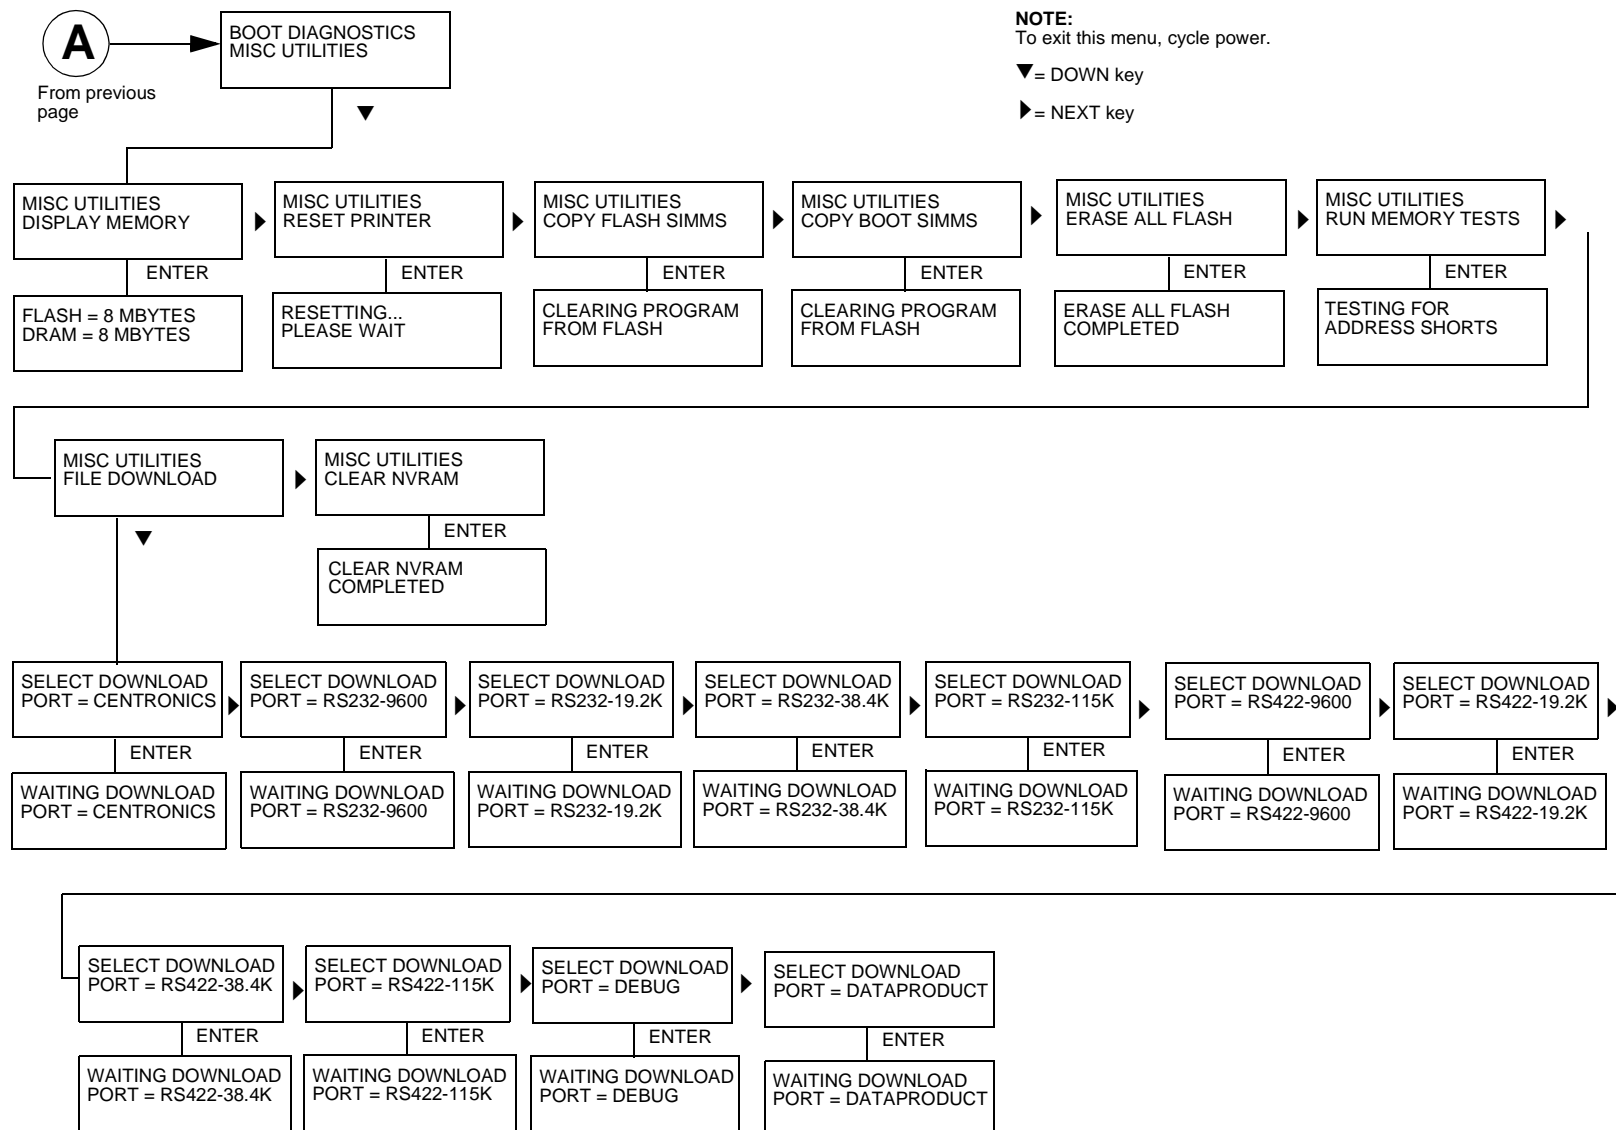 A
From previous
page
BOOT DIAGNOSTICS
MISC UTILITIES
NOTE:
To exit this menu, cycle power.
▼= DOWN key
▶= NEXT key
▼
MISC UTILITIES
DISPLAY MEMORY
▶
MISC UTILITIES
RESET PRINTER
▶
MISC UTILITIES
COPY FLASH SIMMS
▶
MISC UTILITIES
COPY BOOT SIMMS
▶
MISC UTILITIES
ERASE ALL FLASH
▶
MISC UTILITIES
RUN MEMORY TESTS
▶
ENTER
ENTER
ENTER
ENTER
ENTER
ENTER
FLASH = 8 MBYTES
DRAM = 8 MBYTES
RESETTING...
PLEASE WAIT
CLEARING PROGRAM
FROM FLASH
CLEARING PROGRAM
FROM FLASH
ERASE ALL FLASH
COMPLETED
TESTING FOR
ADDRESS SHORTS
MISC UTILITIES
FILE DOWNLOAD
▶
MISC UTILITIES
CLEAR NVRAM
▼
ENTER
CLEAR NVRAM
COMPLETED
SELECT DOWNLOAD
PORT = CENTRONICS
▶
SELECT DOWNLOAD
PORT = RS232-9600
▶
SELECT DOWNLOAD
PORT = RS232-19.2K
▶
SELECT DOWNLOAD
PORT = RS232-38.4K
▶
SELECT DOWNLOAD
PORT = RS232-115K
▶
SELECT DOWNLOAD
PORT = RS422-9600
▶
SELECT DOWNLOAD
PORT = RS422-19.2K
▶
ENTER
ENTER
ENTER
ENTER
ENTER
ENTER
ENTER
WAITING DOWNLOAD
PORT = CENTRONICS
WAITING DOWNLOAD
PORT = RS232-9600
WAITING DOWNLOAD
PORT = RS232-19.2K
WAITING DOWNLOAD
PORT = RS232-38.4K
WAITING DOWNLOAD
PORT = RS232-115K
WAITING DOWNLOAD
PORT = RS422-9600
WAITING DOWNLOAD
PORT = RS422-19.2K
SELECT DOWNLOAD
PORT = RS422-38.4K
▶
SELECT DOWNLOAD
PORT = RS422-115K
▶
SELECT DOWNLOAD
PORT = DEBUG
▶
SELECT DOWNLOAD
PORT = DATAPRODUCT
ENTER
ENTER
ENTER
ENTER
WAITING DOWNLOAD
PORT = RS422-38.4K
WAITING DOWNLOAD
PORT = RS422-115K
WAITING DOWNLOAD
PORT = DEBUG
WAITING DOWNLOAD
PORT = DATAPRODUCT